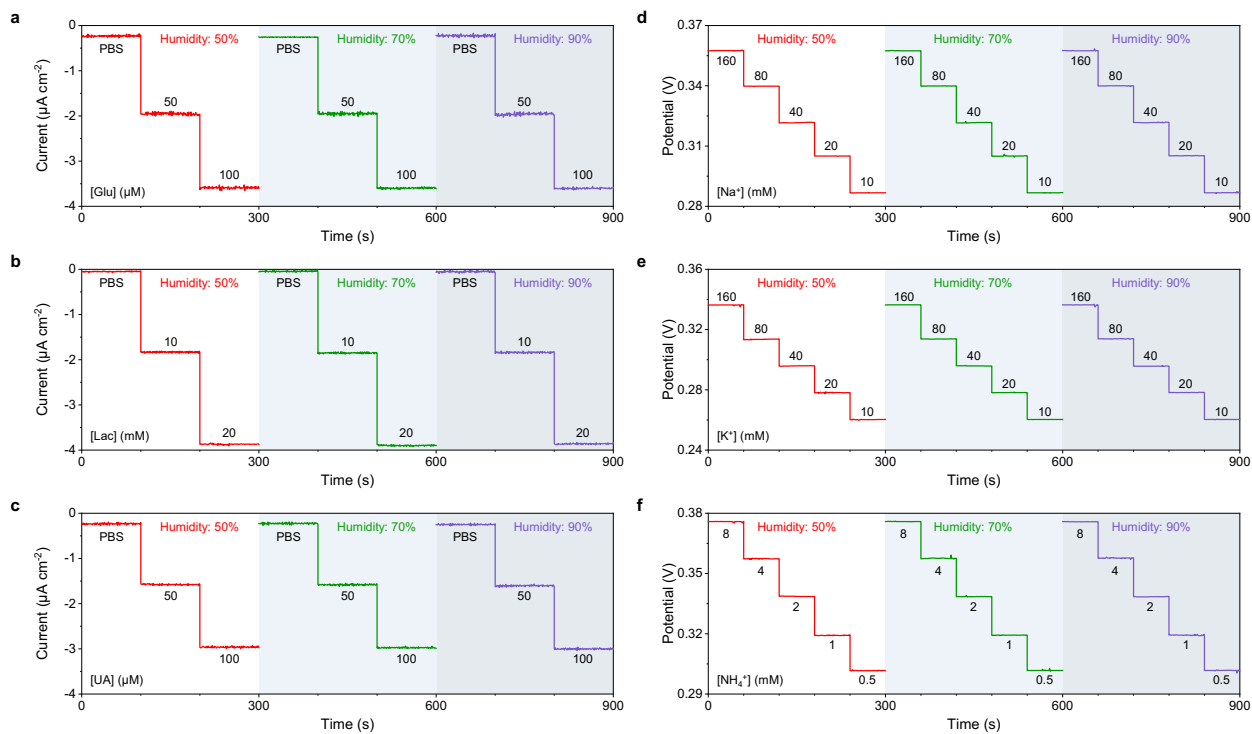 a
0
-1
-2
-3
-4
Current (μA cm⁻²)
PBS
50
100
Humidity: 50%
PBS
50
100
Humidity: 70%
PBS
50
100
Humidity: 90%
[Glu] (μM)
0
300
600
900
Time (s)
b
0
-1
-2
-3
-4
Current (μA cm⁻²)
PBS
10
20
Humidity: 50%
PBS
10
20
Humidity: 70%
PBS
10
20
Humidity: 90%
[Lac] (mM)
0
300
600
900
Time (s)
c
0
-1
-2
-3
-4
Current (μA cm⁻²)
PBS
50
100
Humidity: 50%
PBS
50
100
Humidity: 70%
PBS
50
100
Humidity: 90%
[UA] (μM)
0
300
600
900
Time (s)
d
0.37
0.34
0.31
0.28
Potential (V)
160
80
40
20
10
Humidity: 50%
160
80
40
20
10
Humidity: 70%
160
80
40
20
10
Humidity: 90%
[Na⁺] (mM)
0
300
600
900
Time (s)
e
0.36
0.32
0.28
0.24
Potential (V)
160
80
40
20
10
Humidity: 50%
160
80
40
20
10
Humidity: 70%
160
80
40
20
10
Humidity: 90%
[K⁺] (mM)
0
300
600
900
Time (s)
f
0.38
0.35
0.32
0.29
Potential (V)
8
4
2
1
0.5
Humidity: 50%
8
4
2
1
0.5
Humidity: 70%
8
4
2
1
0.5
Humidity: 90%
[NH₄⁺] (mM)
0
300
600
900
Time (s)